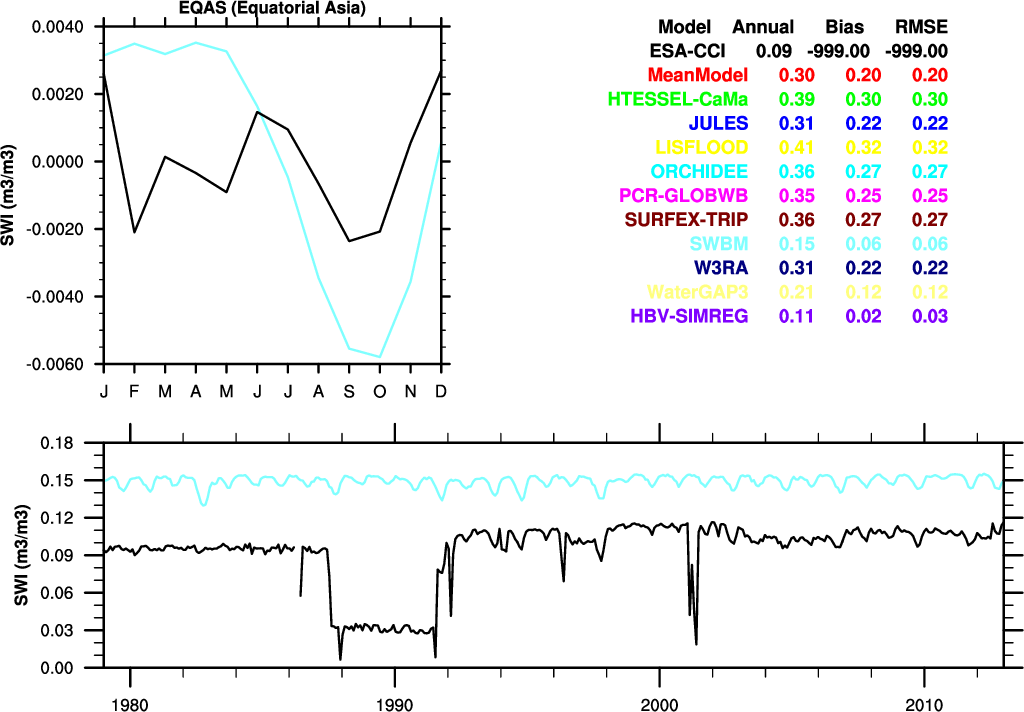 EQAS (Equatorial Asia)
0.0040
0.0020
0.0000
-0.0020
-0.0040
-0.0060
SWI (m3/m3)
J F M A M J J A S O N D
Model Annual Bias RMSE
ESA-CCI 0.09 -999.00 -999.00
MeanModel 0.30 0.20 0.20
HTESSEL-CaMa 0.39 0.30 0.30
JULES 0.31 0.22 0.22
LISFLOOD 0.41 0.32 0.32
ORCHIDEE 0.36 0.27 0.27
PCR-GLOBWB 0.35 0.25 0.25
SURFEX-TRIP 0.36 0.27 0.27
SWBM 0.15 0.06 0.06
W3RA 0.31 0.22 0.22
WaterGAP3 0.21 0.12 0.12
HBV-SIMREG 0.11 0.02 0.03
0.18
0.15
0.12
0.09
0.06
0.03
0.00
SWI (m3/m3)
1980 1990 2000 2010